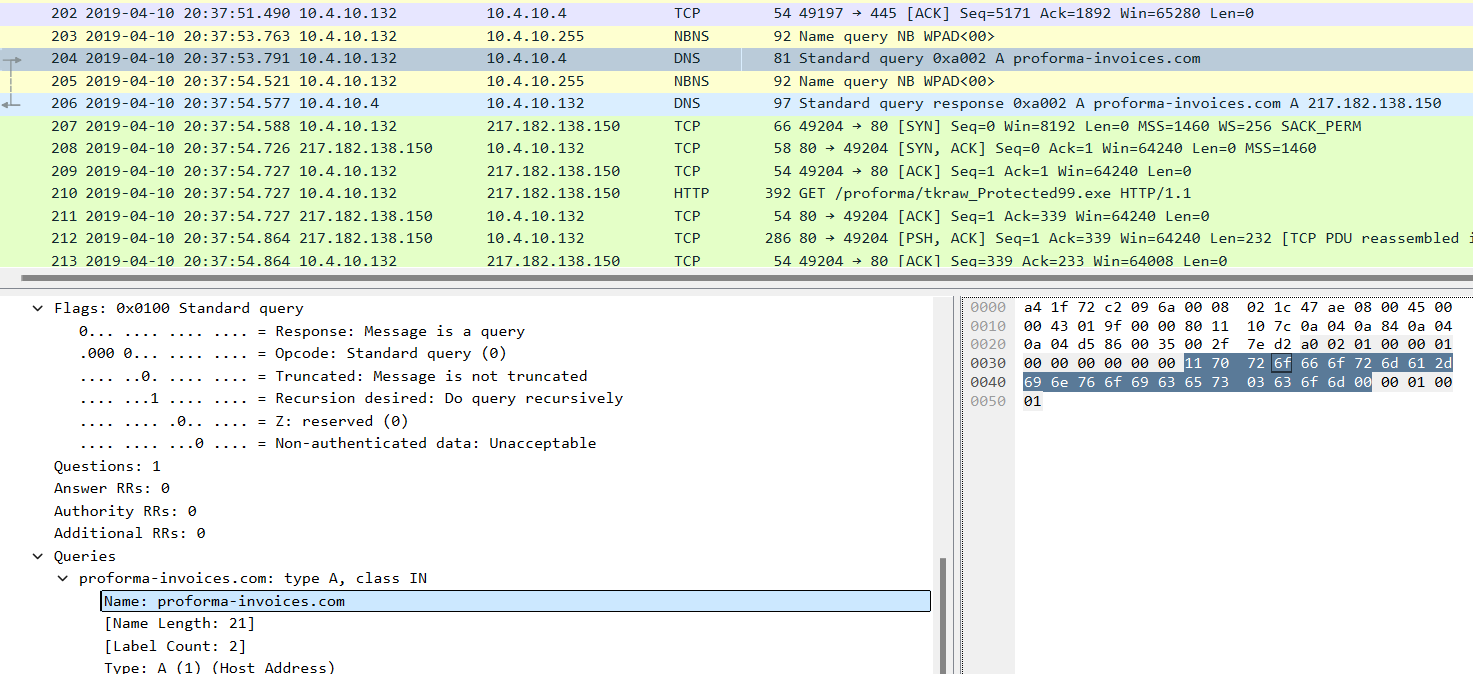 202 2019-04-10 20:37:51.490 10.4.10.132 10.4.10.4 TCP 54 49197 → 445 [ACK] Seq=5171 Ack=1892 Win=65280 Len=0
203 2019-04-10 20:37:53.763 10.4.10.132 10.4.10.255 NBNS 92 Name query NB WPAD<00>
204 2019-04-10 20:37:53.791 10.4.10.132 10.4.10.4 DNS 81 Standard query 0xa002 A proforma-invoices.com
205 2019-04-10 20:37:54.521 10.4.10.132 10.4.10.255 NBNS 92 Name query NB WPAD<00>
206 2019-04-10 20:37:54.577 10.4.10.4 10.4.10.132 DNS 97 Standard query response 0xa002 A proforma-invoices.com A 217.182.138.150
207 2019-04-10 20:37:54.588 10.4.10.132 217.182.138.150 TCP 66 49204 → 80 [SYN] Seq=0 Win=8192 Len=0 MSS=1460 WS=256 SACK_PERM
208 2019-04-10 20:37:54.726 217.182.138.150 10.4.10.132 TCP 58 80 → 49204 [SYN, ACK] Seq=0 Ack=1 Win=64240 Len=0 MSS=1460
209 2019-04-10 20:37:54.727 10.4.10.132 217.182.138.150 TCP 54 49204 → 80 [ACK] Seq=1 Ack=1 Win=64240 Len=0
210 2019-04-10 20:37:54.727 10.4.10.132 217.182.138.150 HTTP 392 GET /proforma/tkraw_Protected99.exe HTTP/1.1
211 2019-04-10 20:37:54.727 217.182.138.150 10.4.10.132 TCP 54 80 → 49204 [ACK] Seq=1 Ack=339 Win=64240 Len=0
212 2019-04-10 20:37:54.864 217.182.138.150 10.4.10.132 TCP 286 80 → 49204 [PSH, ACK] Seq=1 Ack=339 Win=64240 Len=232 [TCP PDU reassembled i
213 2019-04-10 20:37:54.864 10.4.10.132 217.182.138.150 TCP 54 49204 → 80 [ACK] Seq=339 Ack=233 Win=64008 Len=0
Flags: 0x0100 Standard query
0... .... .... .... = Response: Message is a query
.000 0... .... .... = Opcode: Standard query (0)
.... ..0. .... .... = Truncated: Message is not truncated
.... ...1 .... .... = Recursion desired: Do query recursively
.... .... .0.. .... = Z: reserved (0)
.... .... ...0 .... = Non-authenticated data: Unacceptable
Questions: 1
Answer RRs: 0
Authority RRs: 0
Additional RRs: 0
Queries
proforma-invoices.com: type A, class IN
Name: proforma-invoices.com
[Name Length: 21]
[Label Count: 2]
Type: A (1) (Host Address)
0000 a4 1f 72 c2 09 6a 00 08 02 1c 47 ae 08 00 45 00
0010 00 43 01 9f 00 00 80 11 10 7c 0a 04 0a 84 0a 04
0020 0a 04 d5 86 00 35 00 2f 7e d2 a0 02 01 00 00 01
0030 00 00 00 00 00 00 11 70 72 6f 66 6f 72 6d 61 2d
0040 69 6e 76 6f 69 63 65 73 03 63 6f 6d 00 00 01 00
0050 01